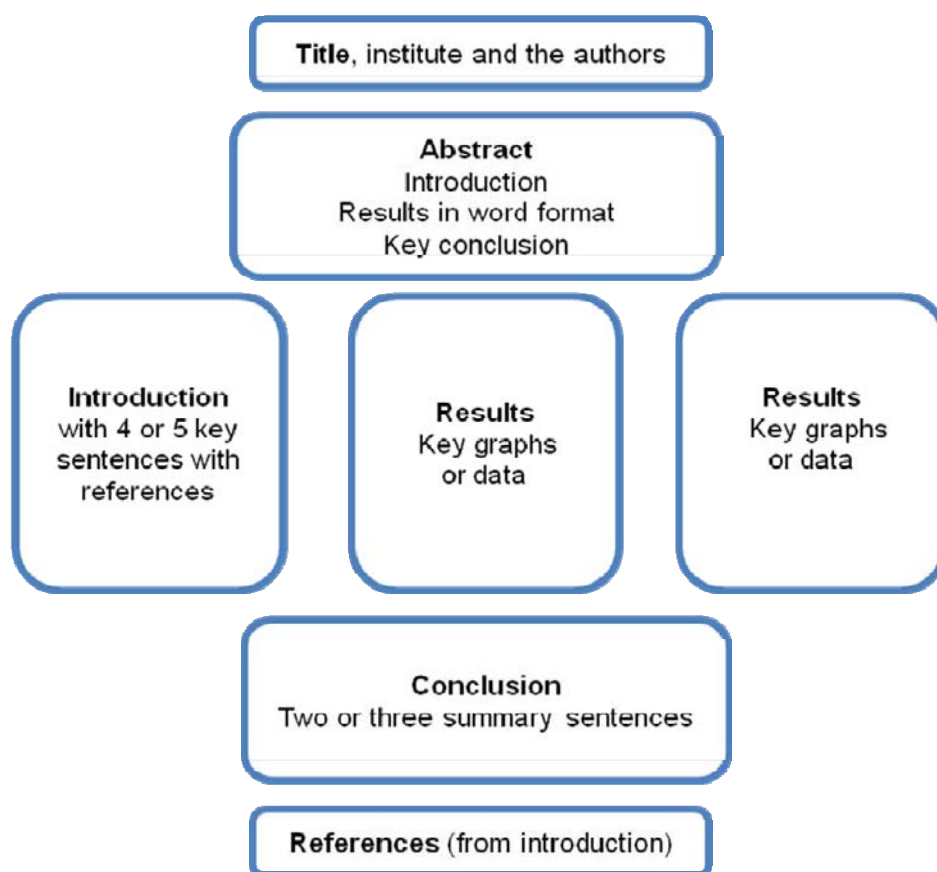 Title, institute and the authors
Abstract
Introduction
Results in word format
Key conclusion
Introduction
with 4 or 5 key
sentences with
references
Results
Key graphs
or data
Results
Key graphs
or data
Conclusion
Two or three summary sentences
References (from introduction)